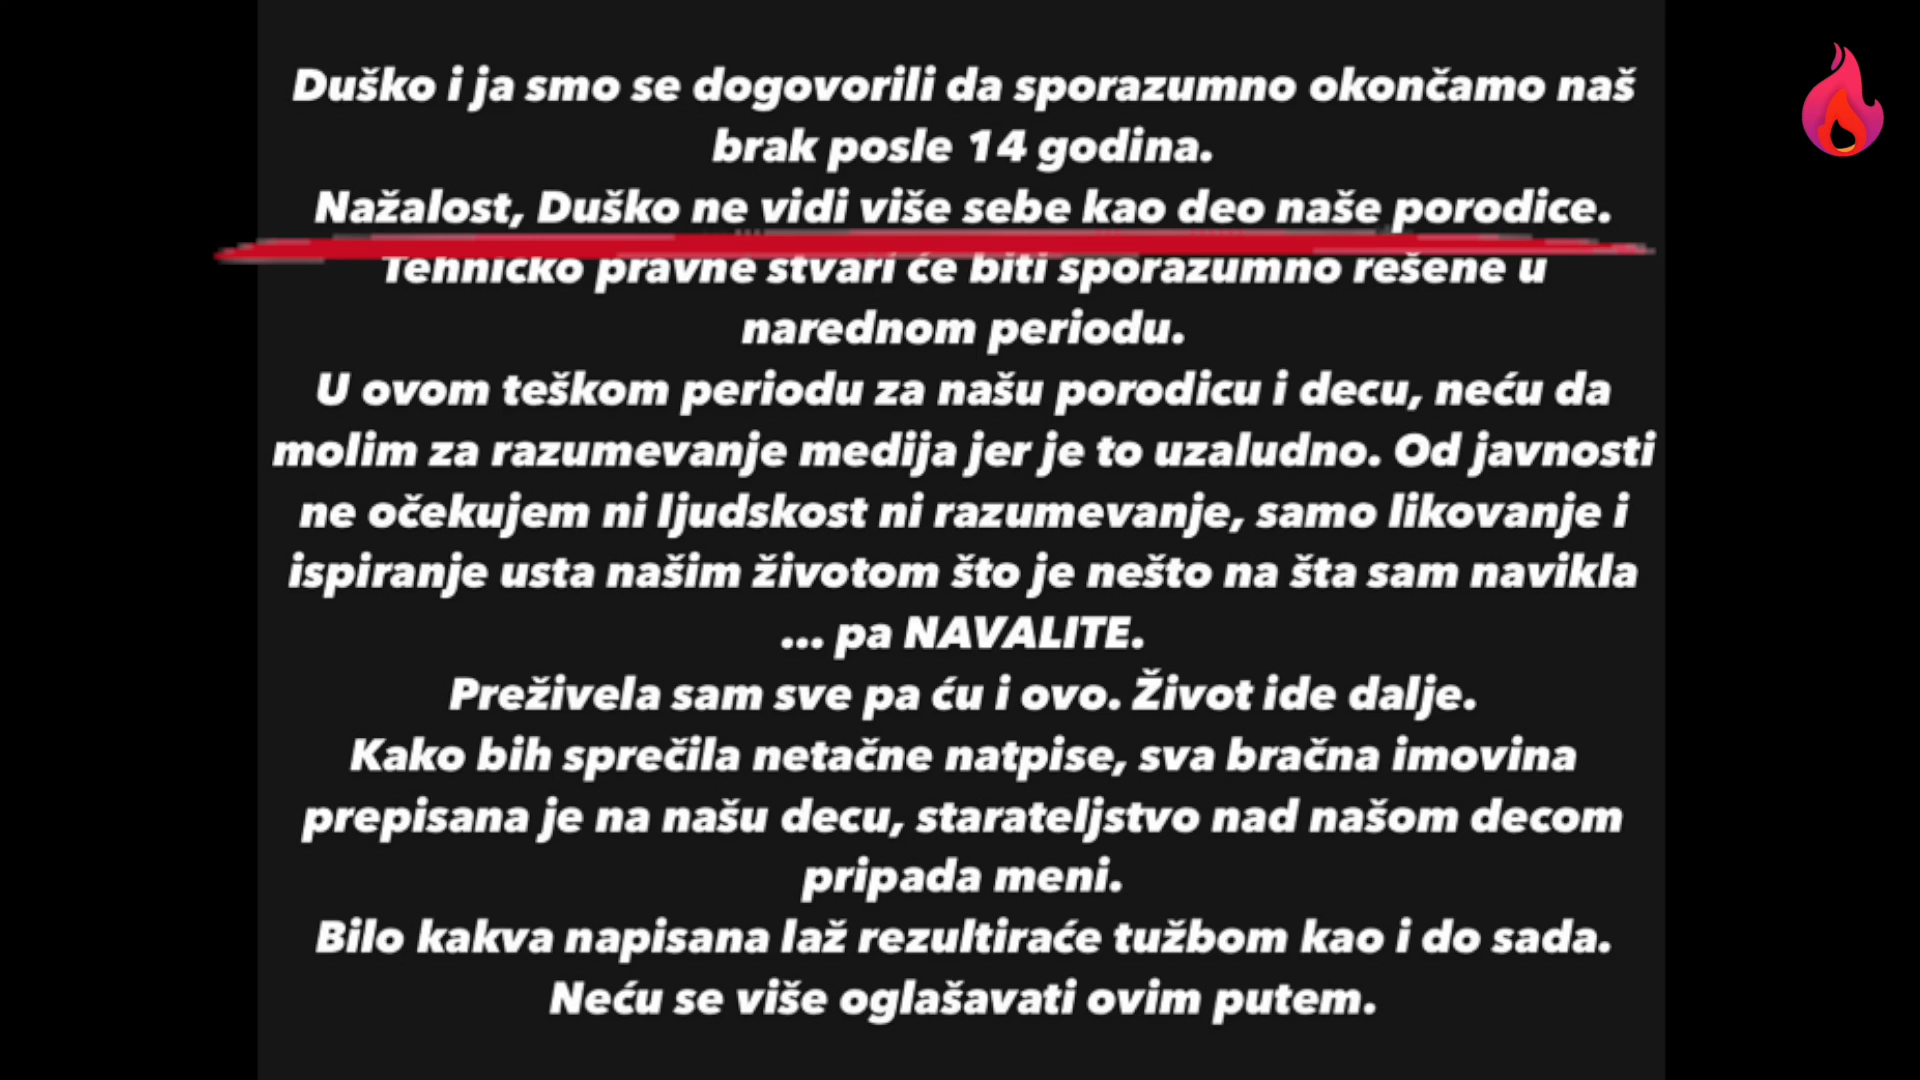 Duško i ja smo se dogovorili da sporazumno okončamo naš
brak posle 14 godina.
Nažalost, Duško ne vidi više sebe kao deo naše porodice.
Tehničko pravne stvari će biti sporazumno rešene u
narednom periodu.
U ovom teškom periodu za našu porodicu i decu, neću da
molim za razumevanje medija jer je to uzaludno. Od javnosti
ne očekujem ni ljudskost ni razumevanje, samo likovanje i
ispiranje usta našim životom što je nešto na šta sam navikla
... pa NAVALITE.
Preživela sam sve pa ću i ovo. Život ide dalje.
Kako bih sprečila netačne natpise, sva bračna imovina
prepisana je na našu decu, starateljstvo nad našom decom
pripada meni.
Bilo kakva napisana laž rezultiraće tužbom kao i do sada.
Neću se više oglašavati ovim putem.